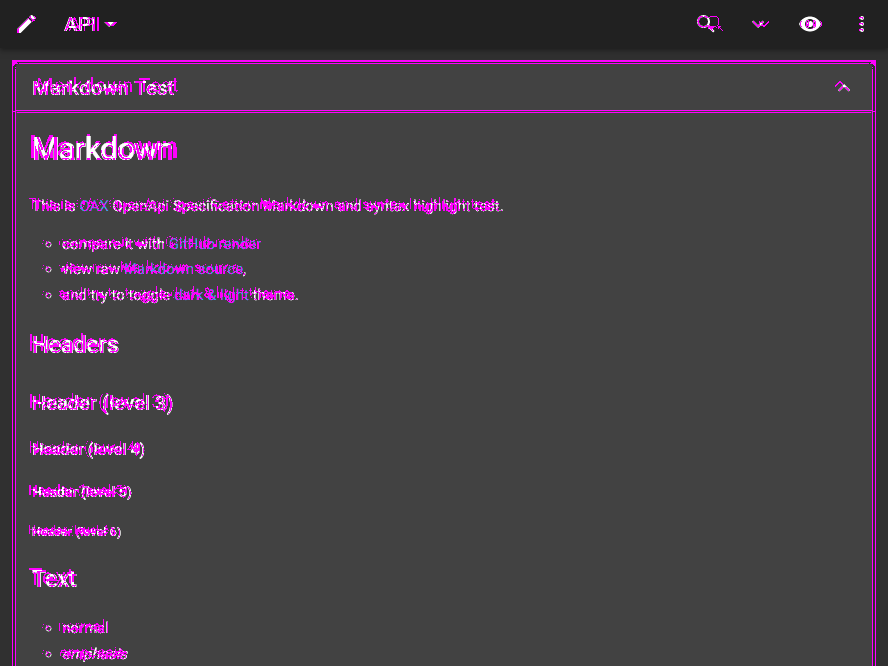 API
Markdown Test
Markdown
This is OAX OpenApi Specification Markdown and syntax highlight test.
compare it with GitHub render
view raw Markdown source,
and try to toggle dark & light theme.
Headers
Header (level 3)
Header (level 4)
Header (level 5)
Header (level 6)
Text
normal
emphasis